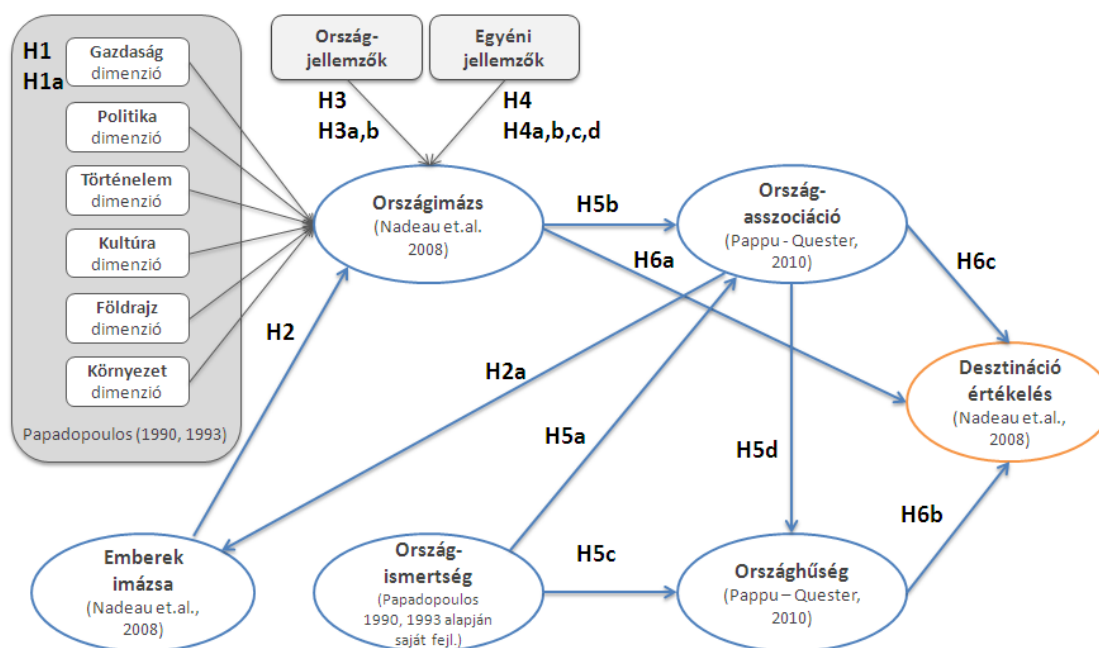 H1
H1a
Gazdaság
dimenzió
Politika
dimenzió
Történelem
dimenzió
Kultúra
dimenzió
Földrajz
dimenzió
Környezet
dimenzió
Papadopoulos (1990, 1993)
Ország-
jellemzők
Egyéni
jellemzők
H3
H3a,b
H4
H4a,b,c,d
Országimázs
(Nadeau et.al.
2008)
H5b
Ország-
asszociáció
(Pappu - Quester,
2010)
H6a
H6c
H2
H2a
H5a
H5d
Desztináció
értékelés
(Nadeau et.al.,
2008)
H6b
Emberek
imázsa
(Nadeau et.al.,
2008)
Ország-
ismertség
(Papadopoulos
1990, 1993 alapján
saját fejl.)
H5c
Országhűség
(Pappu – Quester,
2010)